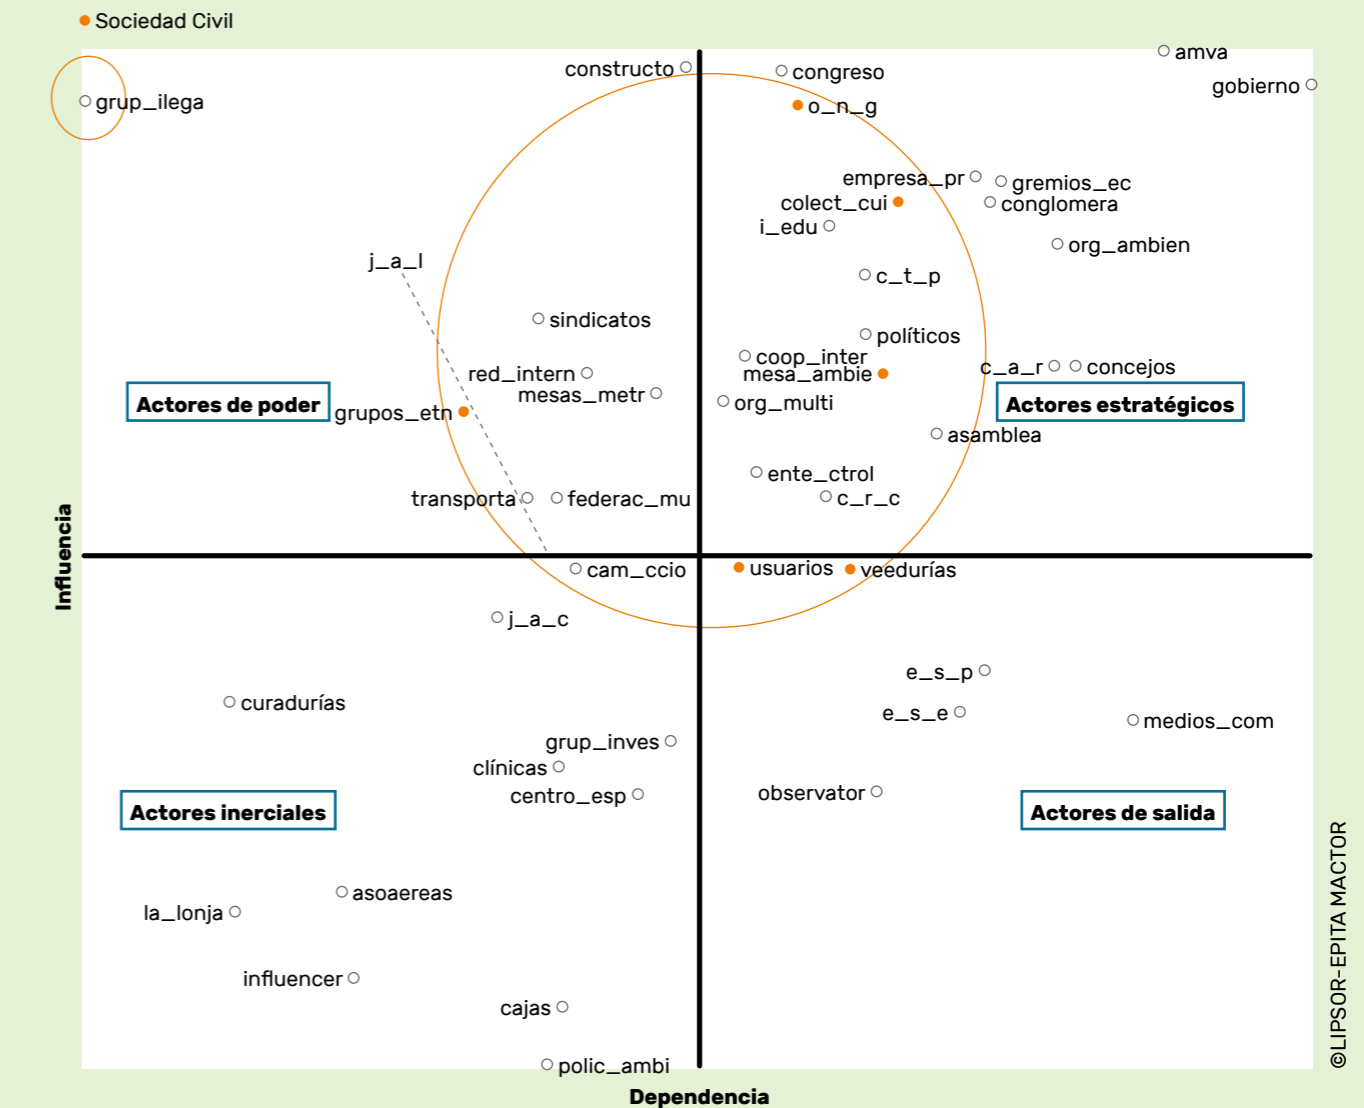 Sociedad Civil
amva
constructo
congreso
gobierno
grup_ilega
o_n_g
empresa_pr
gremios_ec
colect_cui
conglomera
i_edu
org_ambien
j_a_l
c_t_p
sindicatos
políticos
coop_inter
c_a_r
concejos
red_intern
mesa_ambie
mesas_metr
org_multi
Actores de poder
Actores estratégicos
grupos_etn
asamblea
ente_ctrol
transporta
federac_mu
c_r_c
Influencia
cam_ccio
usuarios
veedurías
j_a_c
e_s_p
curadurías
e_s_e
medios_com
grup_inves
clínicas
centro_esp
observator
Actores inerciales
Actores de salida
asoaereas
la_lonja
influencer
cajas
polic_ambi
Dependencia
©LIPSOR-EPITA MACTOR